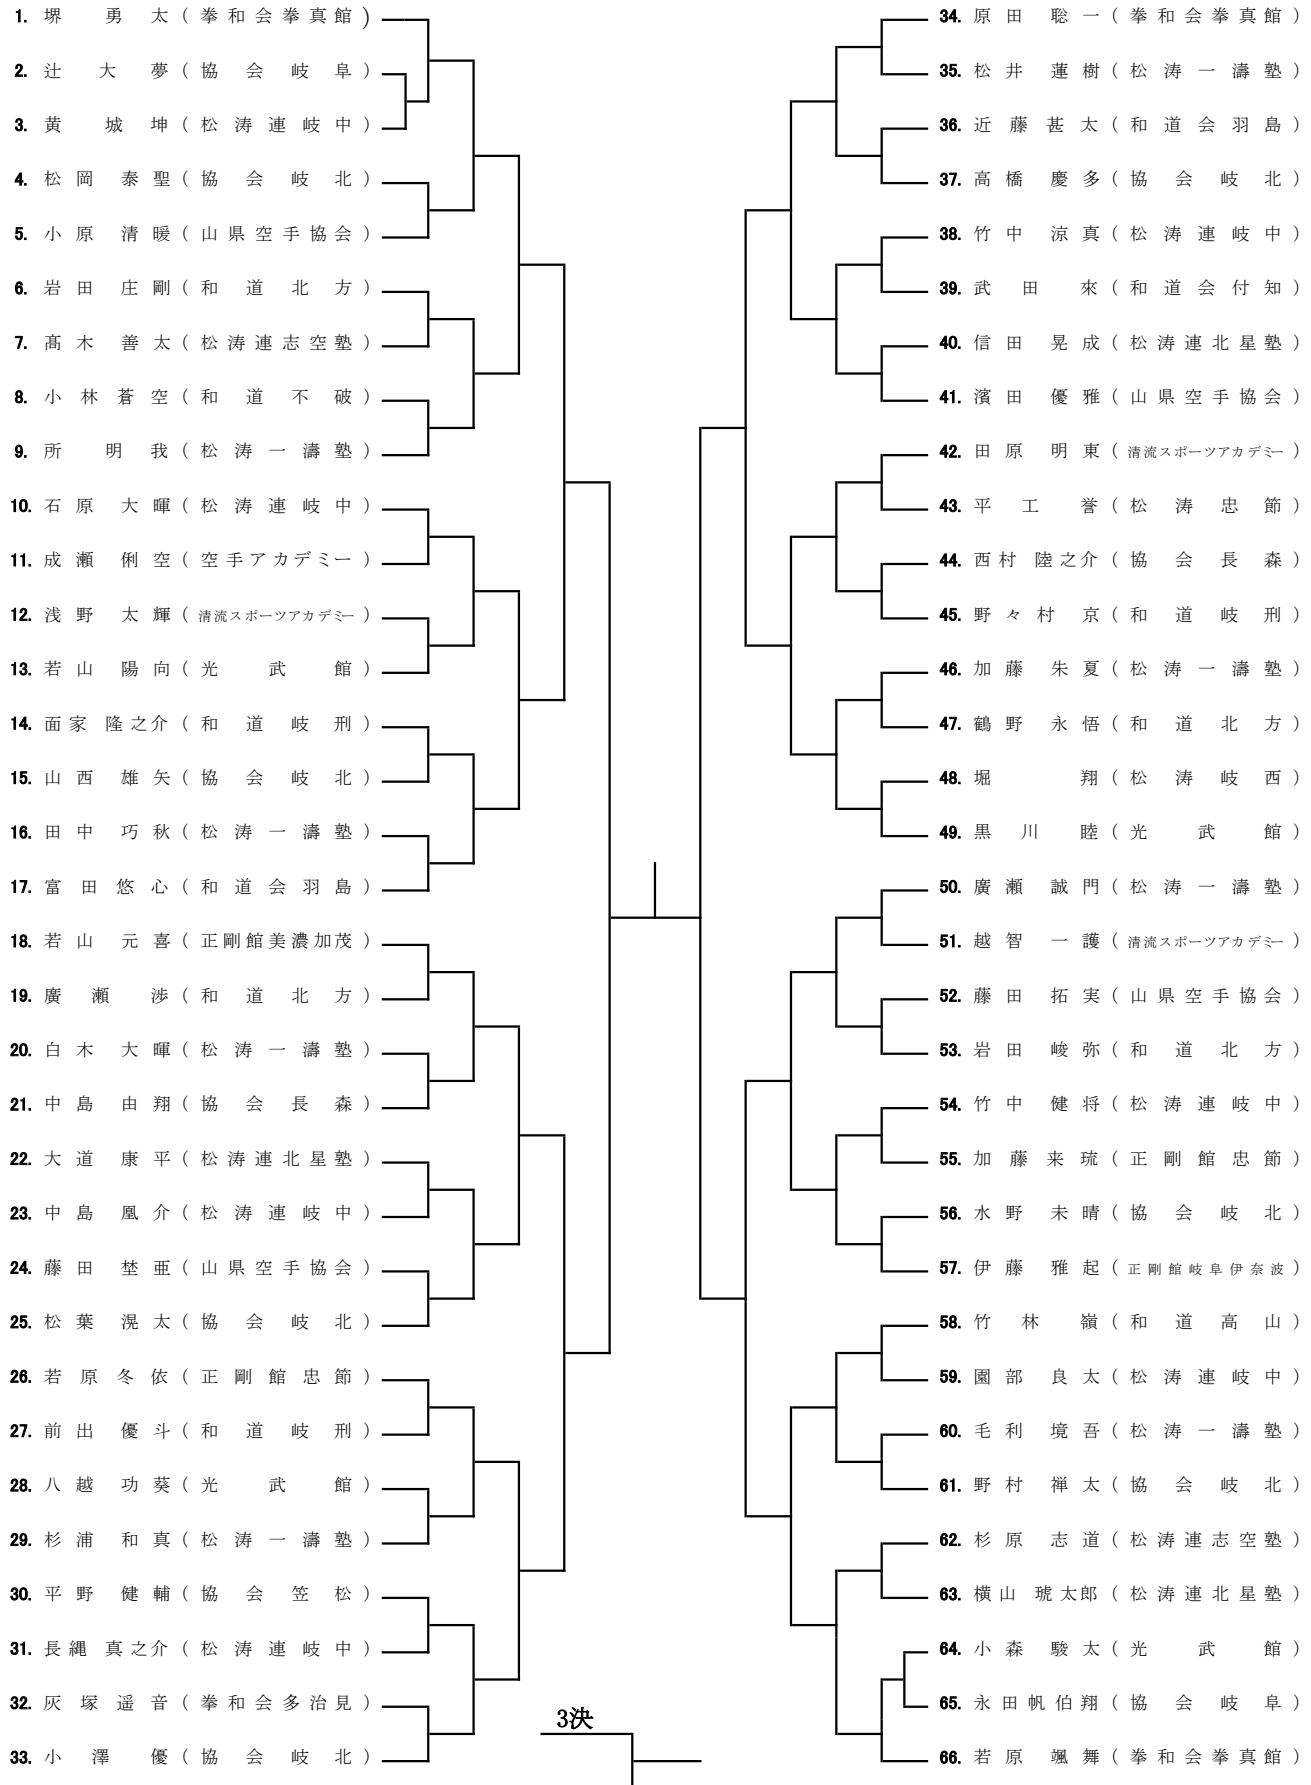 1. 堺 勇太(拳和会拳真館)
2. 辻 大夢(協会岐阜)
3. 黄 城坤(松涛連岐中)
4. 松岡 泰聖(協会岐北)
5. 小原 清暖(山県空手協会)
6. 岩田 庄剛(和道北方)
7. 髙木 善太(松涛連志空塾)
8. 小林 蒼空(和道不破)
9. 所 明我(松涛一濤塾)
10. 石原 大暉(松涛連岐中)
11. 成瀬 俐空(空手アカデミー)
12. 浅野 太輝(清流スポーツアカデミー)
13. 若山 陽向(光武館)
14. 面家 隆之介(和道岐刑)
15. 山西 雄矢(協会岐北)
16. 田中 巧秋(松涛一濤塾)
17. 富田 悠心(和道会羽島)
18. 若山 元喜(正剛館美濃加茂)
19. 廣瀬 渉(和道北方)
20. 白木 大暉(松涛一濤塾)
21. 中島 由翔(協会長森)
22. 大道 康平(松涛連北星塾)
23. 中島 凰介(松涛連岐中)
24. 藤田 埜亜(山県空手協会)
25. 松葉 滉太(協会岐北)
26. 若原 冬依(正剛館忠節)
27. 前出 優斗(和道岐刑)
28. 八越 功葵(光武館)
29. 杉浦 和真(松涛一濤塾)
30. 平野 健輔(協会笠松)
31. 長縄 真之介(松涛連岐中)
32. 灰塚 遥音(拳和会多治見)
33. 小澤 優(協会岐北)
3決
34. 原田 聡一(拳和会拳真館)
35. 松井 蓮樹(松涛一濤塾)
36. 近藤 甚太(和道会羽島)
37. 高橋 慶多(協会岐北)
38. 竹中 涼真(松涛連岐中)
39. 武田 來(和道会付知)
40. 信田 晃成(松涛連北星塾)
41. 濱田 優雅(山県空手協会)
42. 田原 明東(清流スポーツアカデミー)
43. 平工 誉(松涛忠節)
44. 西村 陸之介(協会長森)
45. 野々村 京(和道岐刑)
46. 加藤 朱夏(松涛一濤塾)
47. 鶴野 永悟(和道北方)
48. 堀 翔(松涛岐西)
49. 黒川 睦(光武館)
50. 廣瀬 誠門(松涛一濤塾)
51. 越智 一護(清流スポーツアカデミー)
52. 藤田 拓実(山県空手協会)
53. 岩田 峻弥(和道北方)
54. 竹中 健将(松涛連岐中)
55. 加藤 来琉(正剛館忠節)
56. 水野 未晴(協会岐北)
57. 伊藤 雅起(正剛館岐阜伊奈波)
58. 竹林 嶺(和道高山)
59. 園部 良太(松涛連岐中)
60. 毛利 境吾(松涛一濤塾)
61. 野村 禅太(協会岐北)
62. 杉原 志道(松涛連志空塾)
63. 横山 琥太郎(松涛連北星塾)
64. 小森 駿太(光武館)
65. 永田 帆伯翔(協会岐阜)
66. 若原 颯舞(拳和会拳真館)